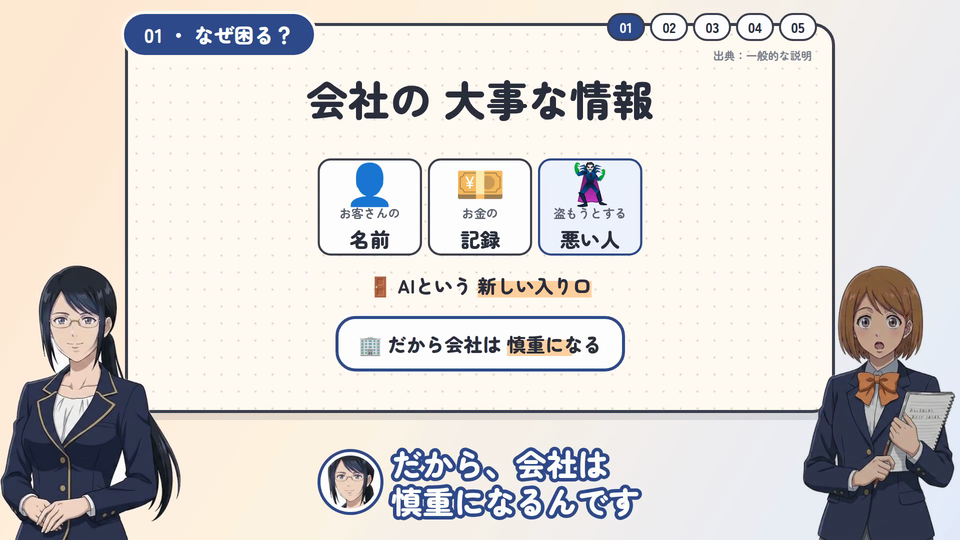 01 ・ なぜ困る？
01 02 03 04 05
出典：一般的な説明
会社の 大事な情報
お客さんの
名前
¥
お金の
記録
盗もうとする
悪い人
AIという 新しい入り口
だから会社は 慎重になる
だから、会社は
慎重になるんです